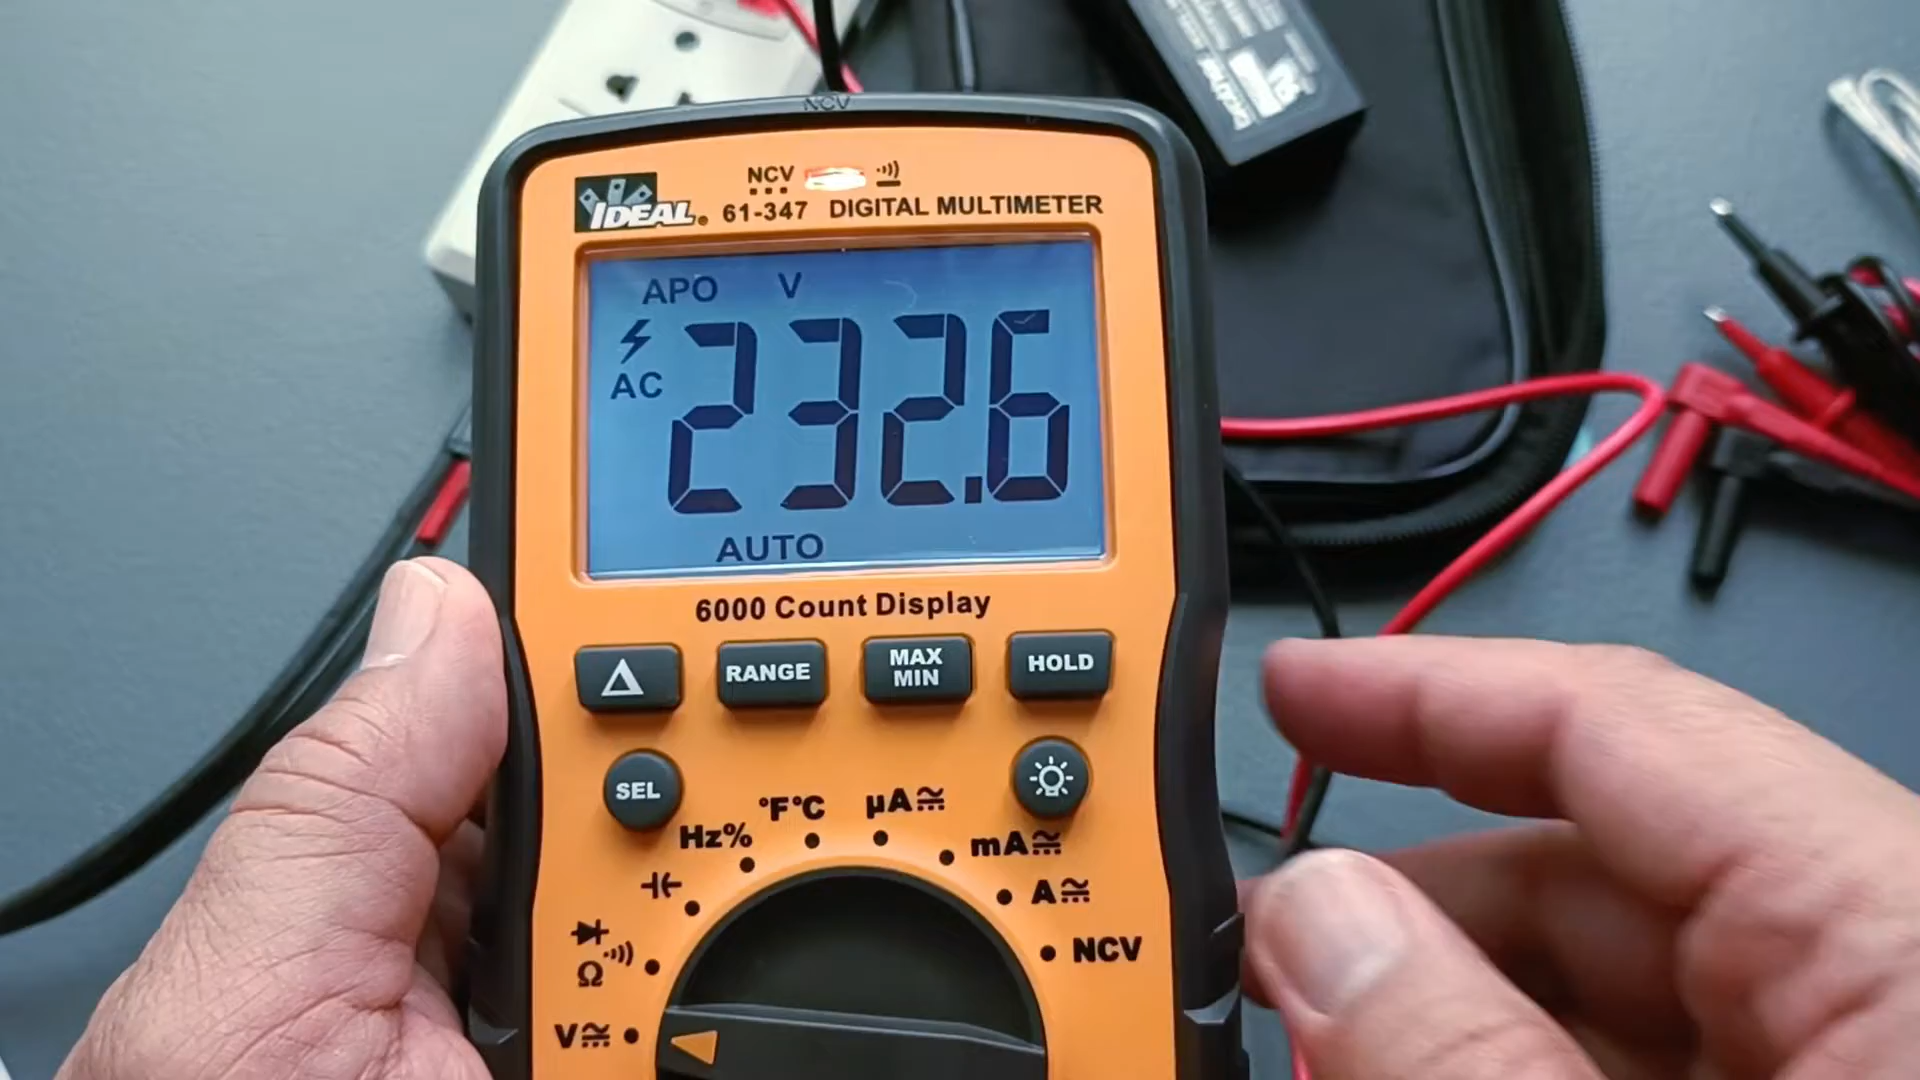 NCV
NCV
IDEAL® 61-347 DIGITAL MULTIMETER
APO V
AC
232.6
AUTO
6000 Count Display
Δ RANGE MAX MIN HOLD
SEL
°F°C µA
Hz% mA
A
NCV
Ω
V